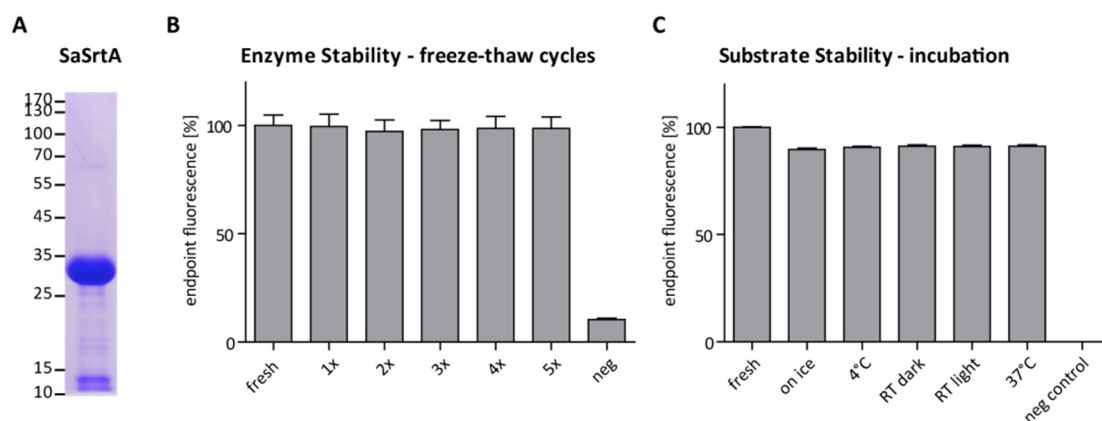 A
SaSrtA
170
130
100
70
55
45
35
25
15
10
B
Enzyme Stability - freeze-thaw cycles
endpoint fluorescence [%]
100
50
0
fresh
1x
2x
3x
4x
5x
neg
C
Substrate Stability - incubation
endpoint fluorescence [%]
100
50
0
fresh
on ice
4°C
RT dark
RT light
37°C
neg control